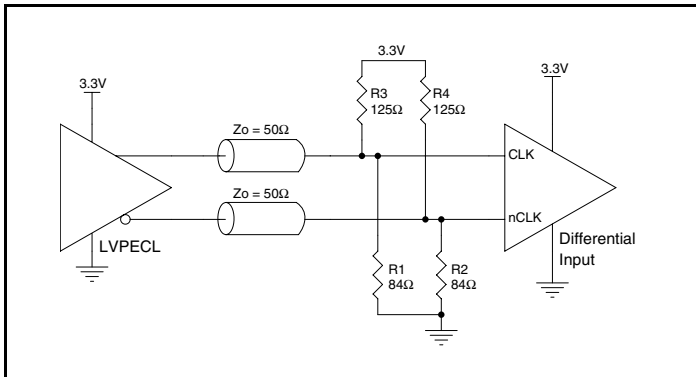 3.3V
3.3V
3.3V
R3
125Ω
R4
125Ω
Zo = 50Ω
CLK
Zo = 50Ω
nCLK
LVPECL
Differential
Input
R1
84Ω
R2
84Ω